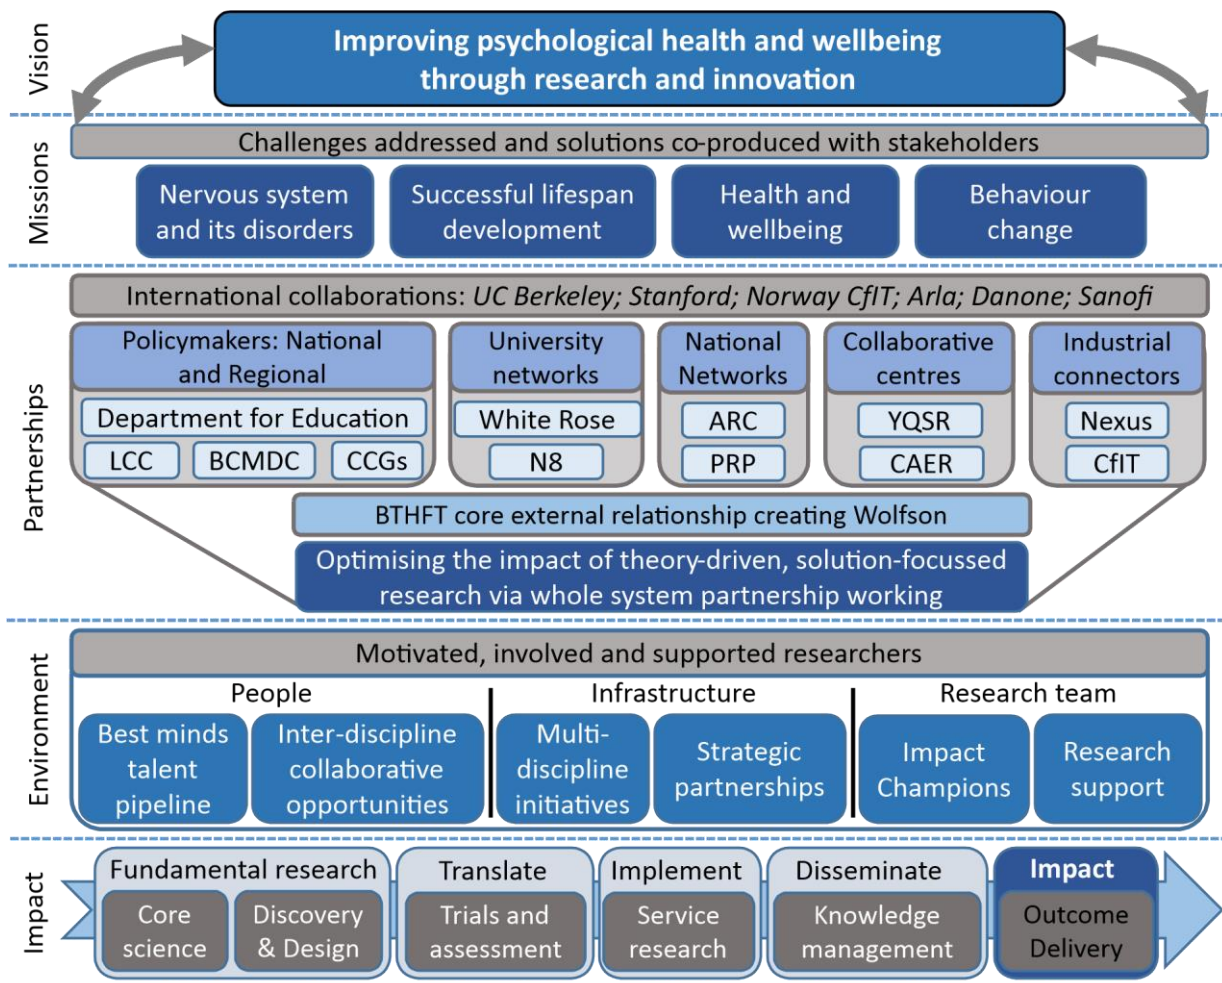 Vision
Improving psychological health and wellbeing
through research and innovation
Missions
Challenges addressed and solutions co-produced with stakeholders
Nervous system
and its disorders
Successful lifespan
development
Health and
wellbeing
Behaviour
change
Partnerships
International collaborations: UC Berkeley; Stanford; Norway CfIT; Arla; Danone; Sanofi
Policymakers: National
and Regional
Department for Education
LCC
BCMDC
CCGs
University
networks
White Rose
N8
National
Networks
ARC
PRP
Collaborative
centres
YQSR
CAER
Industrial
connectors
Nexus
CfIT
BTHFT core external relationship creating Wolfson
Optimising the impact of theory-driven, solution-focussed
research via whole system partnership working
Environment
Motivated, involved and supported researchers
People
Best minds
talent
pipeline
Inter-discipline
collaborative
opportunities
Infrastructure
Multi-
discipline
initiatives
Strategic
partnerships
Research team
Impact
Champions
Research
support
Impact
Fundamental research
Core
science
Discovery
& Design
Translate
Trials and
assessment
Implement
Service
research
Disseminate
Knowledge
management
Impact
Outcome
Delivery